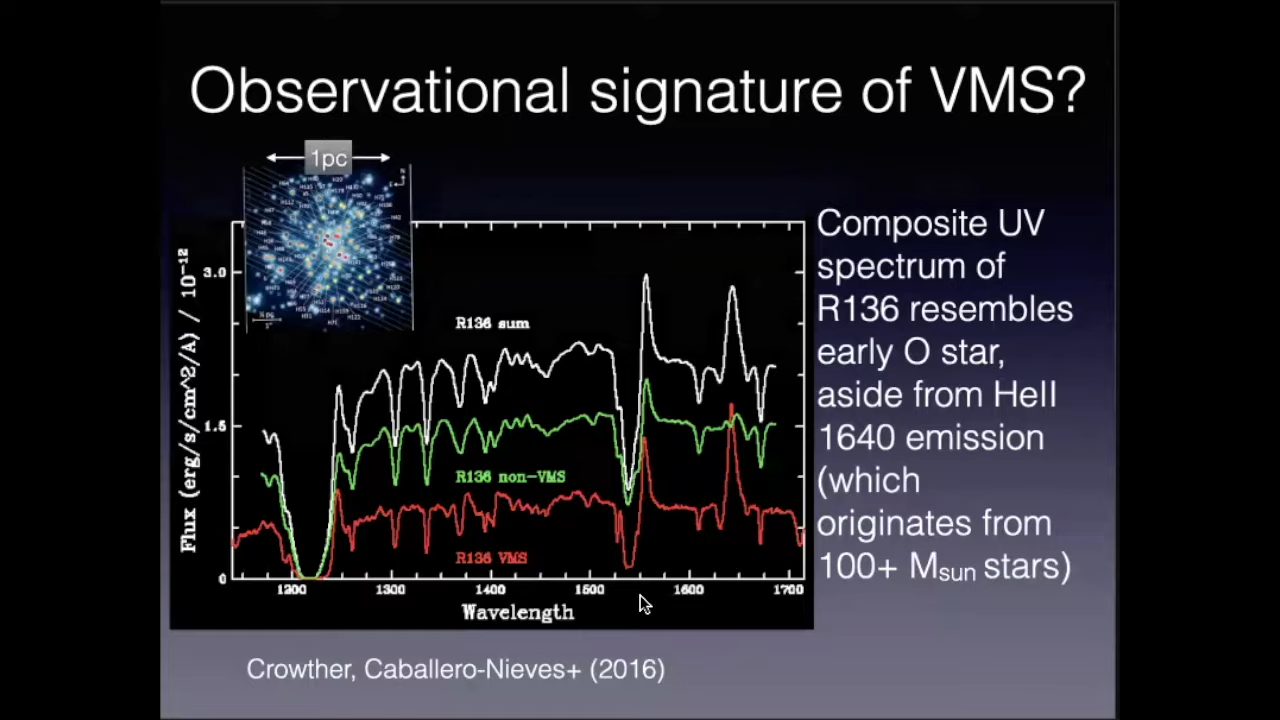 Observational signature of VMS?
1pc
Composite UV
spectrum of
R136 resembles
early O star,
aside from HeII
1640 emission
(which
originates from
100+ Msun stars)
Flux (erg/s/cm^2/A) / 10^-12
3.0
1.5
0
R136 sum
R136 non-VMS
R136 VMS
1200
1300
1400
1500
1600
1700
Wavelength
Crowther, Caballero-Nieves+ (2016)